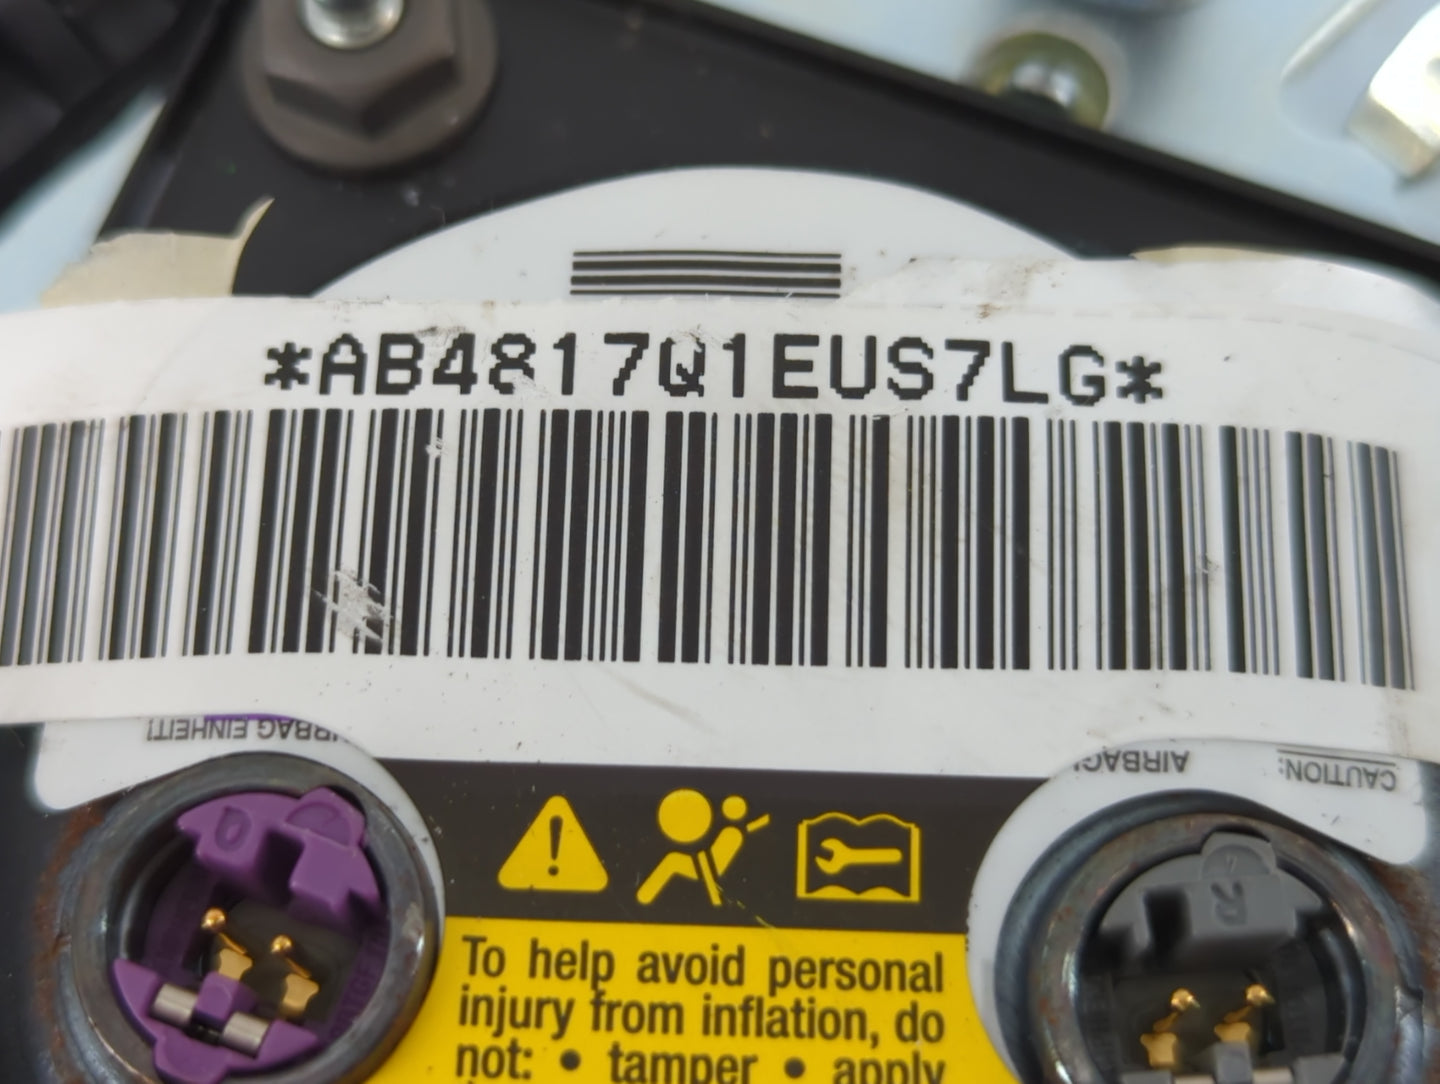 *AB4817Q1EUS7LG*
AIRBAG EINHEIT!
AIRBAG
CAUTION:
To help avoid personal
injury from inflation, do
not: • tamper • apply